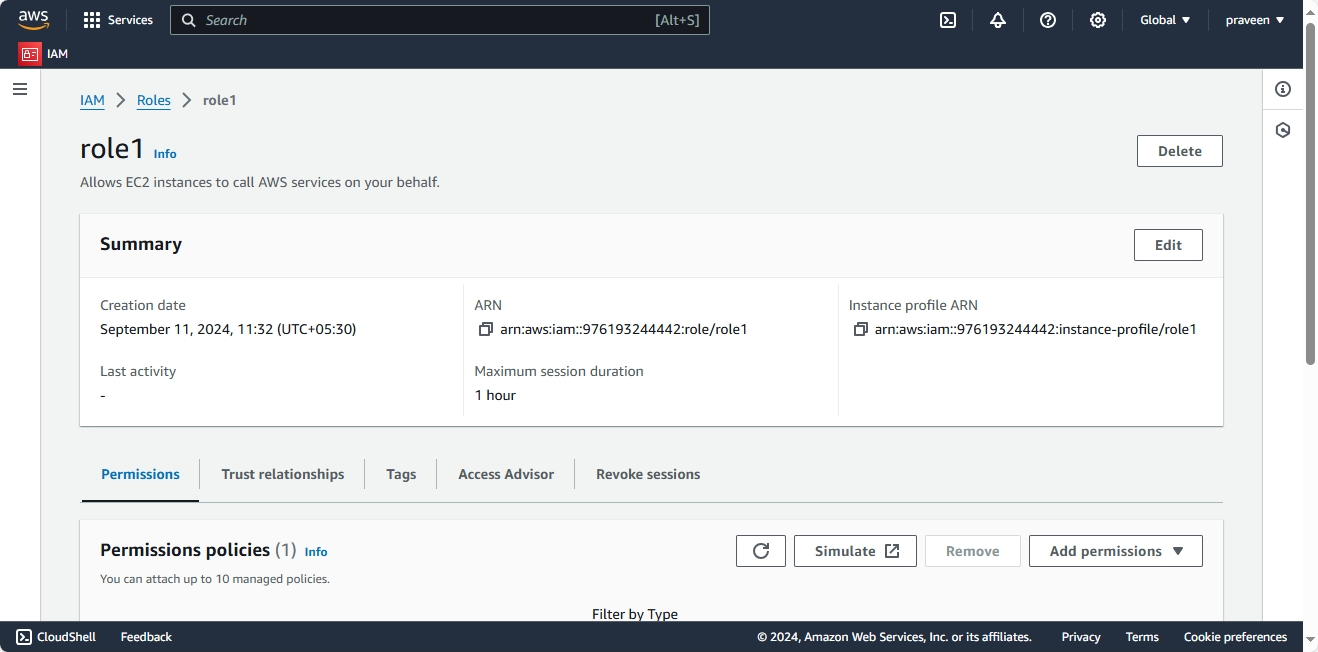 aws Services Search [Alt+S] Global praveen
IAM
IAM Roles role1
role1 Info
Delete
Allows EC2 instances to call AWS services on your behalf.
Summary
Edit
Creation date ARN Instance profile ARN
September 11, 2024, 11:32 (UTC+05:30) arn:aws:iam::976193244442:role/role1 arn:aws:iam::976193244442:instance-profile/role1
Last activity Maximum session duration
- 1 hour
Permissions Trust relationships Tags Access Advisor Revoke sessions
Permissions policies (1) Info Simulate Remove Add permissions
You can attach up to 10 managed policies.
Filter by Type
CloudShell Feedback © 2024, Amazon Web Services, Inc. or its affiliates. Privacy Terms Cookie preferences